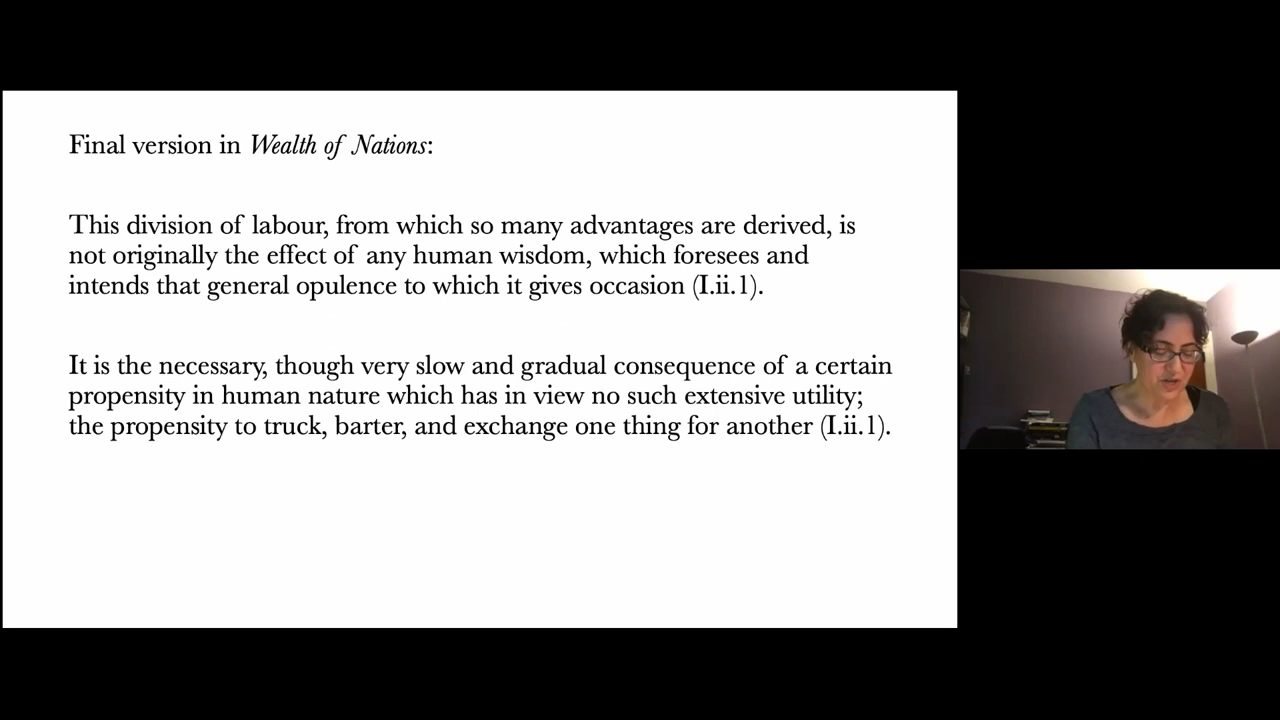 Final version in Wealth of Nations:
This division of labour, from which so many advantages are derived, is
not originally the effect of any human wisdom, which foresees and
intends that general opulence to which it gives occasion (I.ii.1).
It is the necessary, though very slow and gradual consequence of a certain
propensity in human nature which has in view no such extensive utility;
the propensity to truck, barter, and exchange one thing for another (I.ii.1).